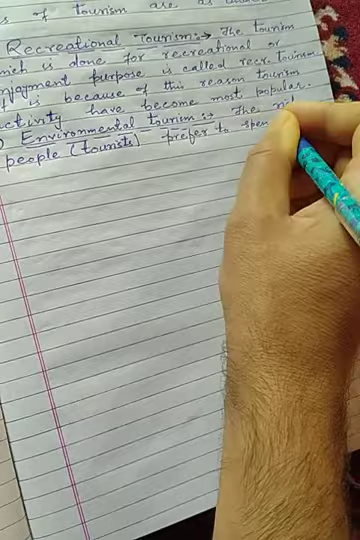 s of tourism are as
Recreational Tourism:→ The tourism
which is done for recreational or
enjoyment purpose is called recr. tourism
It is because of this reason tourism
activity have become most popular.
Environmental tourism:→ The
people (tourists) prefer to spen